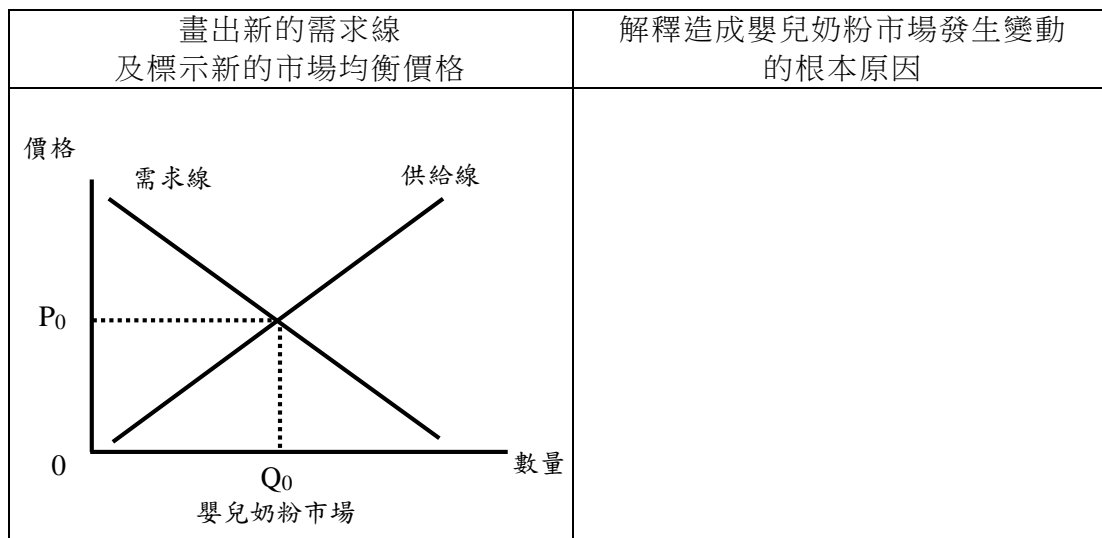 畫出新的需求線
及標示新的市場均衡價格
解釋造成嬰兒奶粉市場發生變動
的根本原因
價格
需求線
供給線
P0
0
Q0
數量
嬰兒奶粉市場